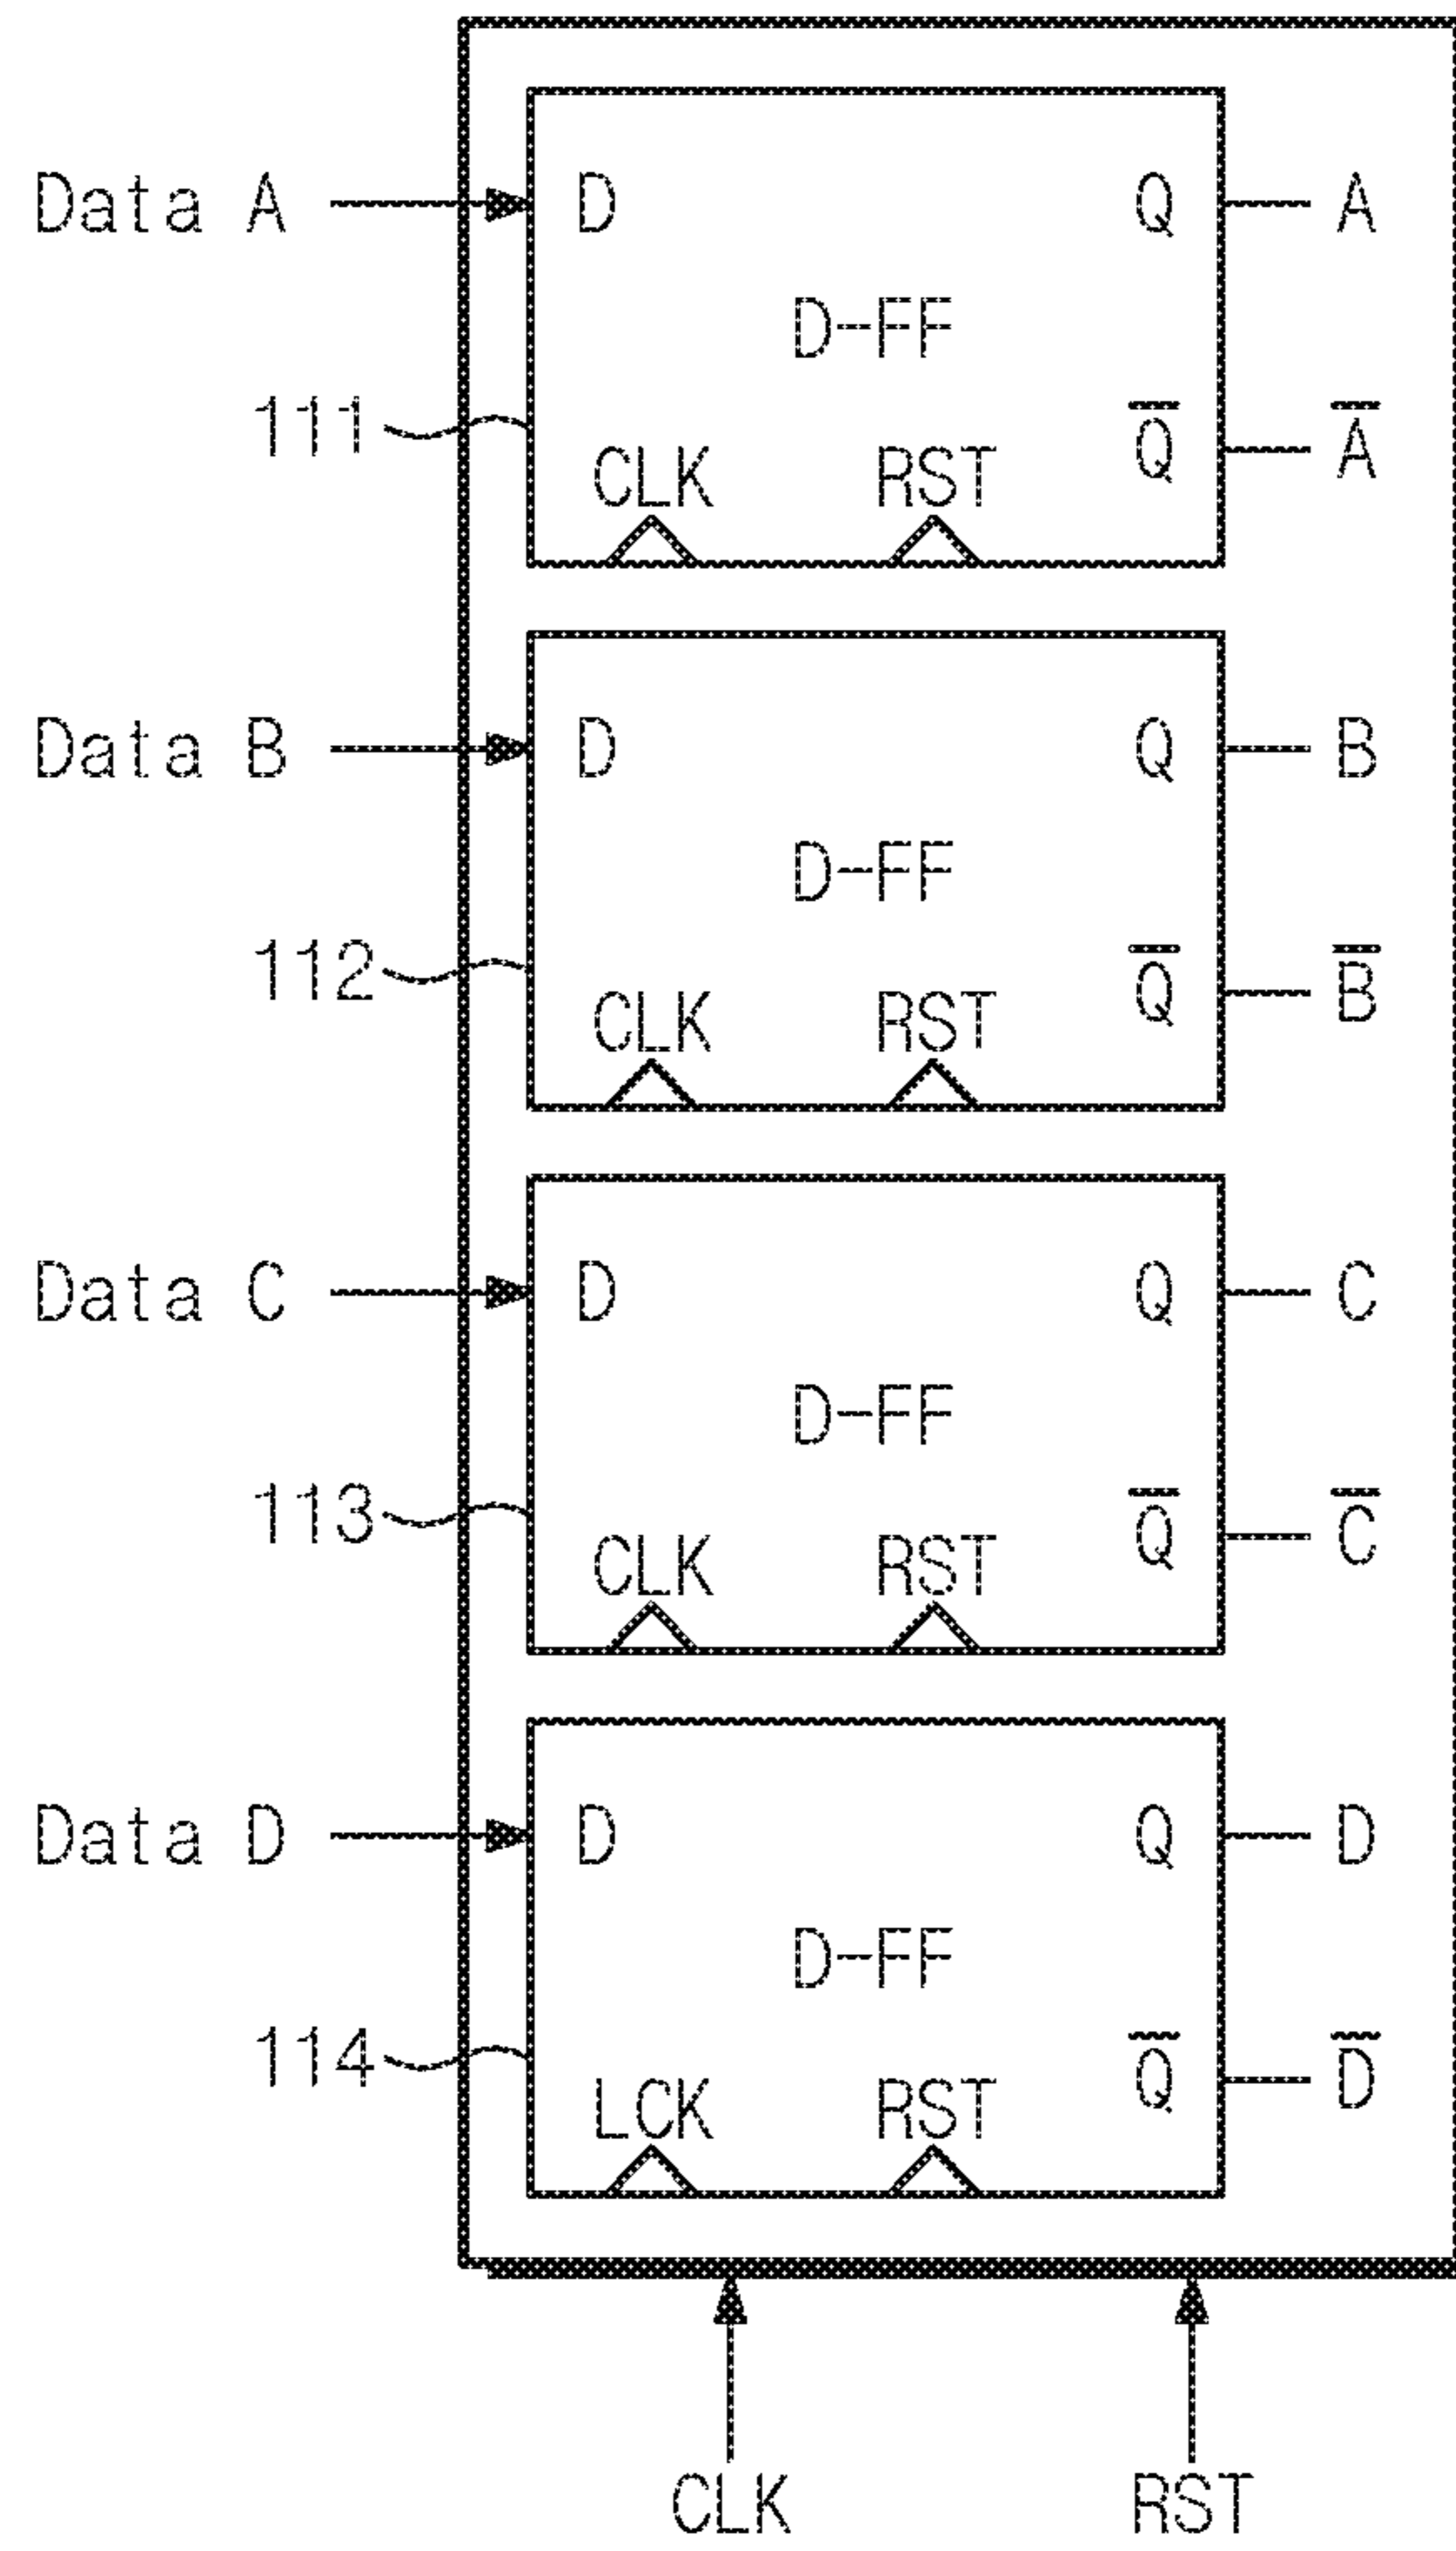 Data A D Q A
D-FF
111 Q̅ A̅
CLK RST
Data B D Q B
D-FF
112 Q̅ B̅
CLK RST
Data C D Q C
D-FF
113 Q̅ C̅
CLK RST
Data D D Q D
D-FF
114 Q̅ D̅
LCK RST
CLK RST